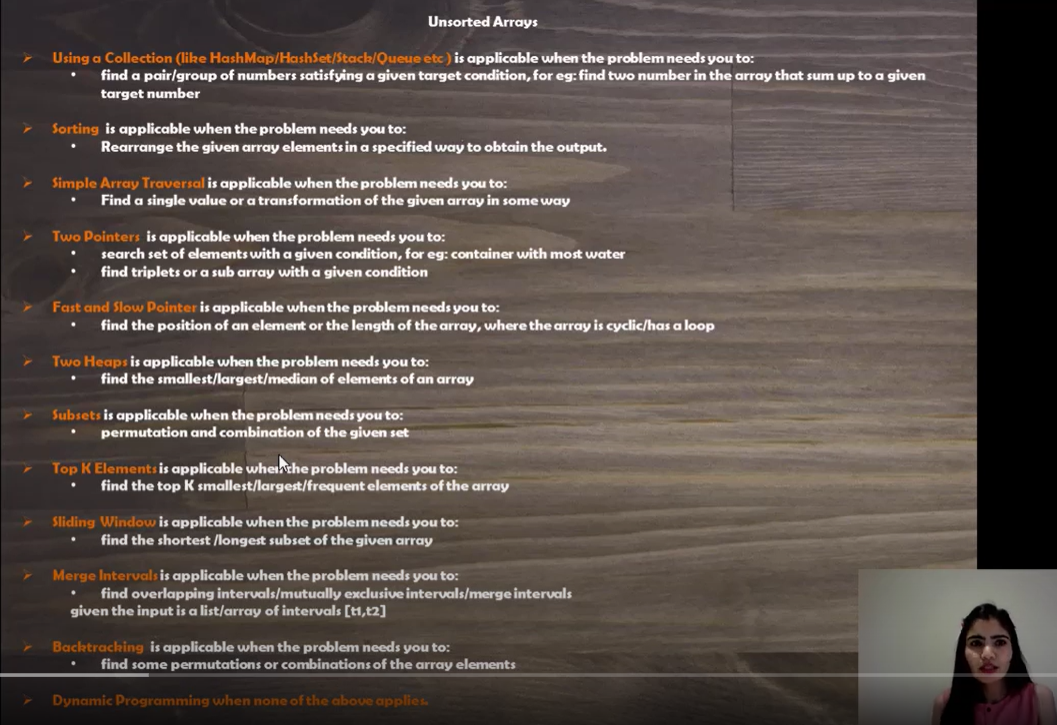 Unsorted Arrays
Using a Collection (like HashMap/HashSet/Stack/Queue etc ) is applicable when the problem needs you to:
• find a pair/group of numbers satisfying a given target condition, for eg: find two number in the array that sum up to a given
target number
Sorting is applicable when the problem needs you to:
• Rearrange the given array elements in a specified way to obtain the output.
Simple Array Traversal is applicable when the problem needs you to:
• Find a single value or a transformation of the given array in some way
Two Pointers is applicable when the problem needs you to:
• search set of elements with a given condition, for eg: container with most water
• find triplets or a sub array with a given condition
Fast and Slow Pointer is applicable when the problem needs you to:
• find the position of an element or the length of the array, where the array is cyclic/has a loop
Two Heaps is applicable when the problem needs you to:
• find the smallest/largest/median of elements of an array
Subsets is applicable when the problem needs you to:
• permutation and combination of the given set
Top K Elements is applicable when the problem needs you to:
• find the top K smallest/largest/frequent elements of the array
Sliding Window is applicable when the problem needs you to:
• find the shortest /longest subset of the given array
Merge Intervals is applicable when the problem needs you to:
• find overlapping intervals/mutually exclusive intervals/merge intervals
given the input is a list/array of intervals [t1,t2]
Backtracking is applicable when the problem needs you to:
• find some permutations or combinations of the array elements
Dynamic Programming when none of the above applies.